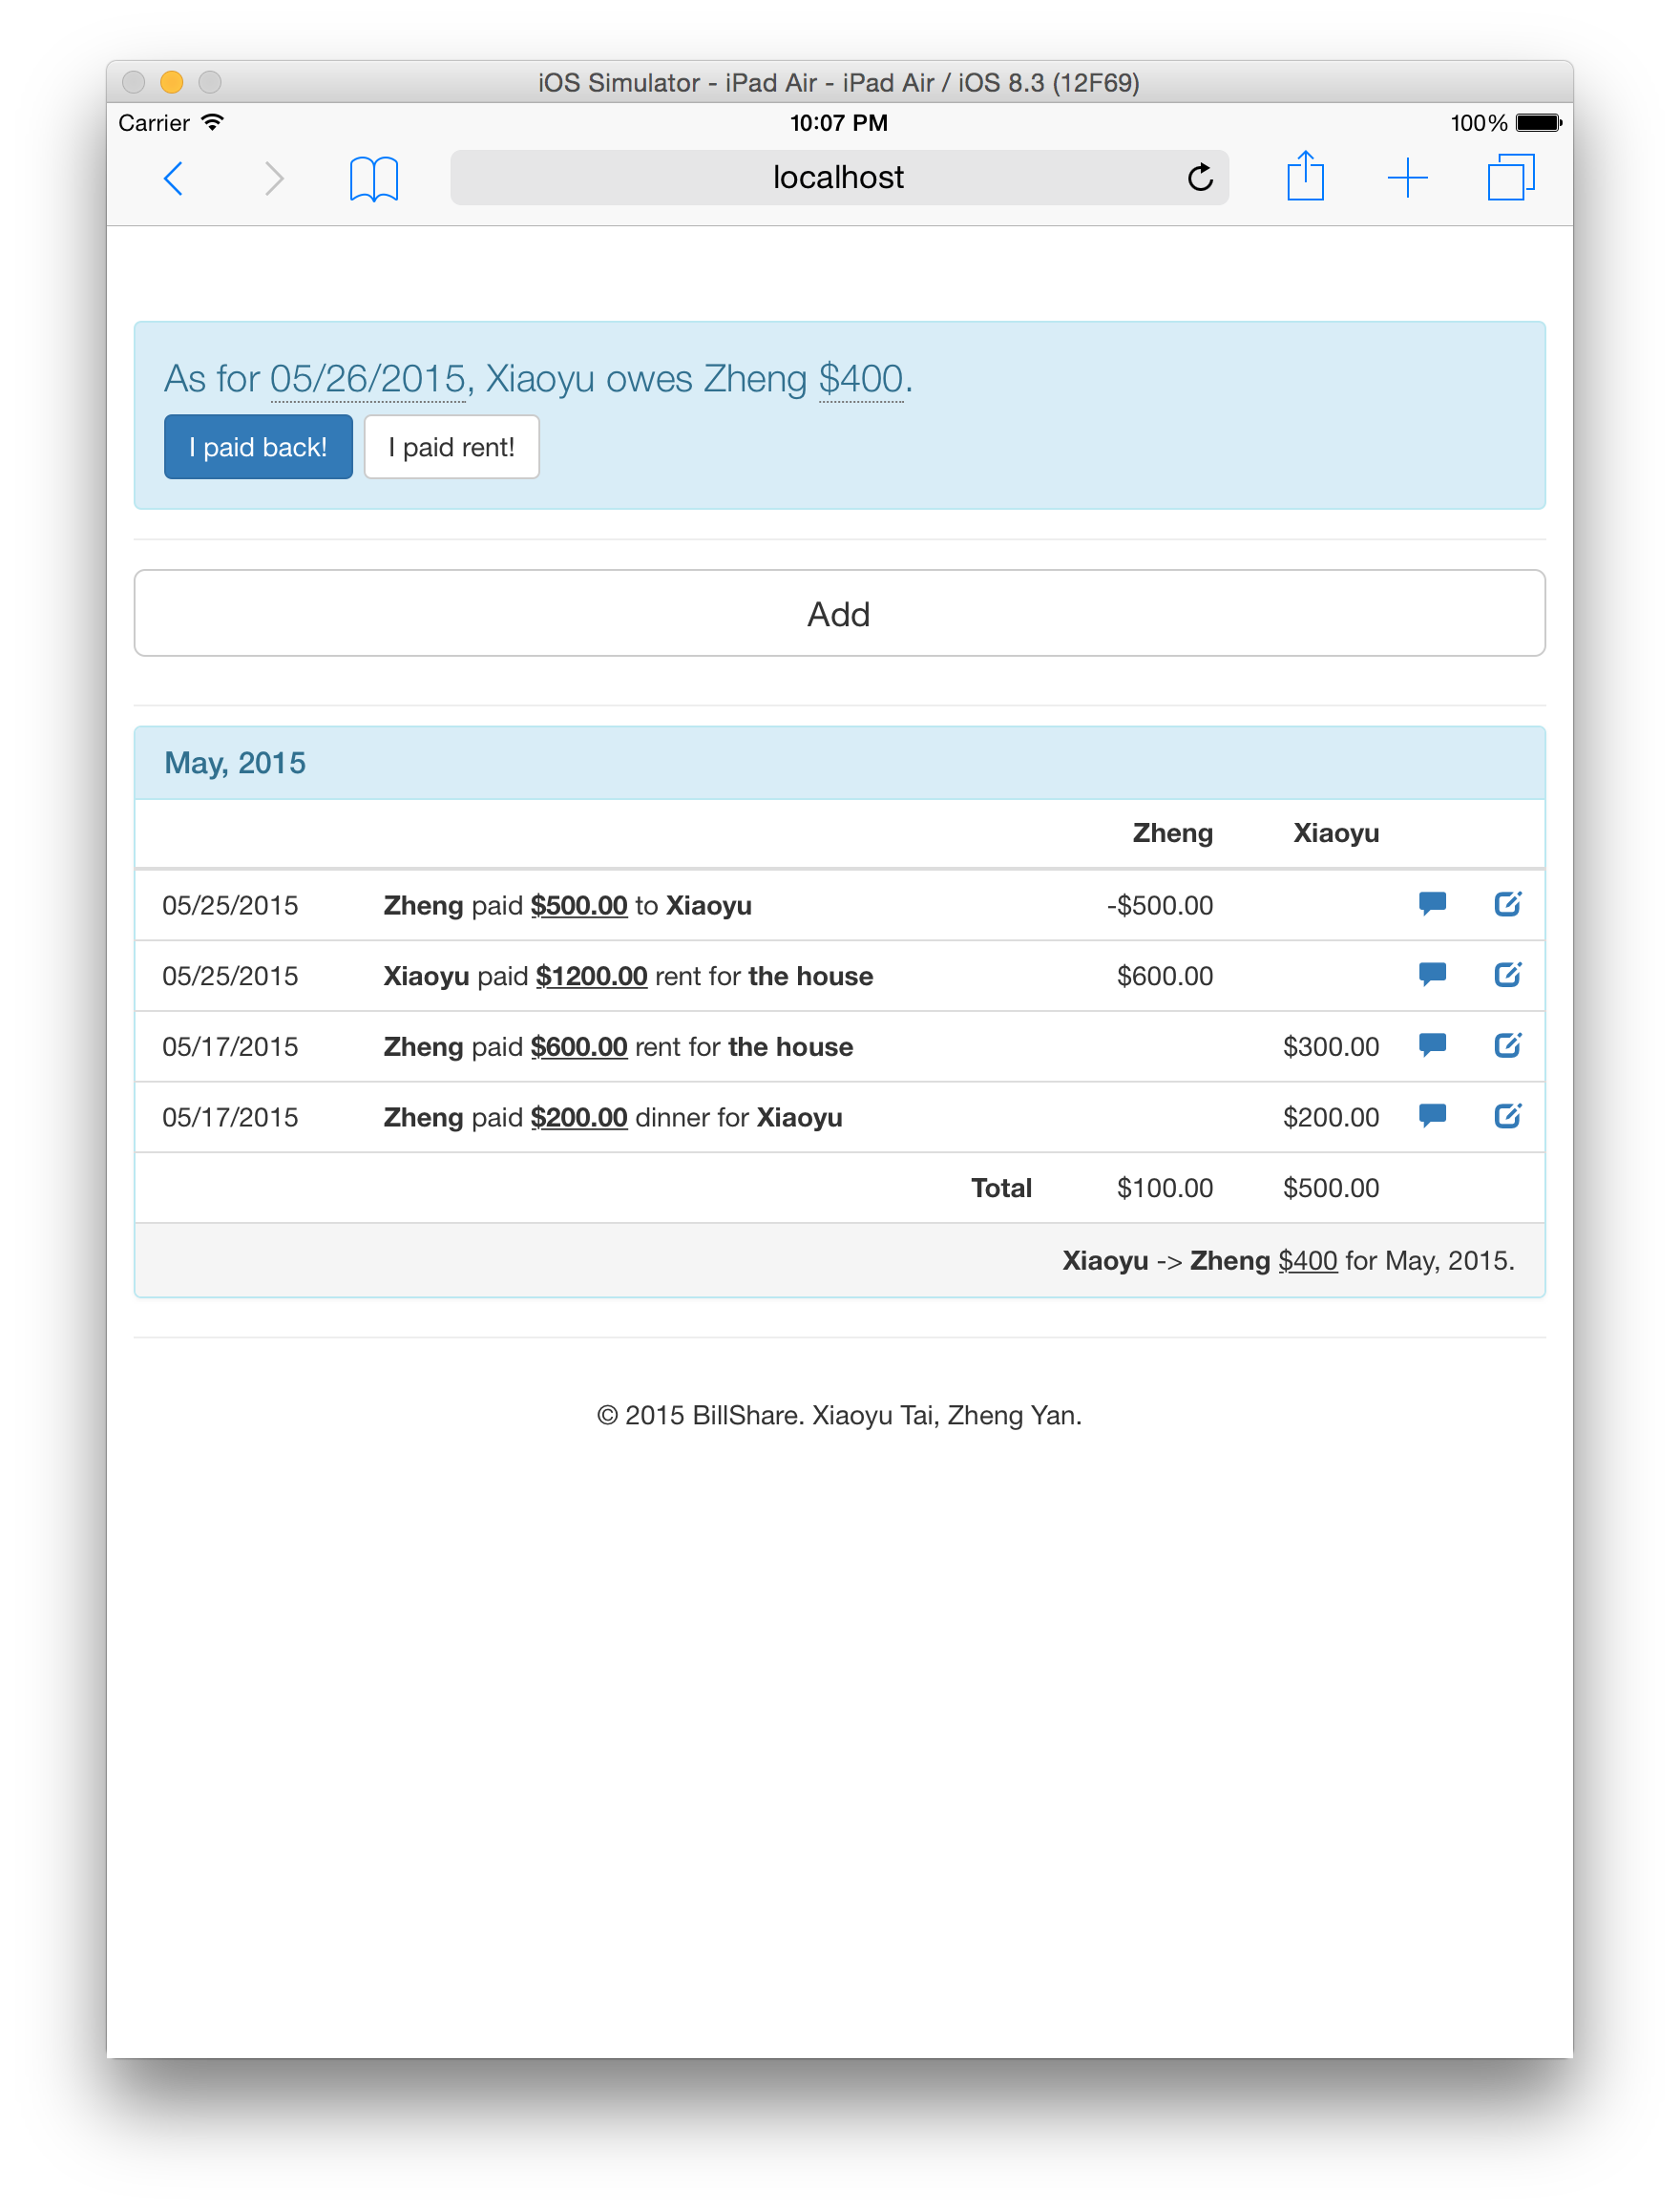 iOS Simulator - iPad Air - iPad Air / iOS 8.3 (12F69)
Carrier 10:07 PM 100%
localhost
As for 05/26/2015, Xiaoyu owes Zheng $400.
I paid back! I paid rent!
Add
May, 2015
Zheng Xiaoyu
05/25/2015 Zheng paid $500.00 to Xiaoyu -$500.00
05/25/2015 Xiaoyu paid $1200.00 rent for the house $600.00
05/17/2015 Zheng paid $600.00 rent for the house $300.00
05/17/2015 Zheng paid $200.00 dinner for Xiaoyu $200.00
Total $100.00 $500.00
Xiaoyu -> Zheng $400 for May, 2015.
© 2015 BillShare. Xiaoyu Tai, Zheng Yan.